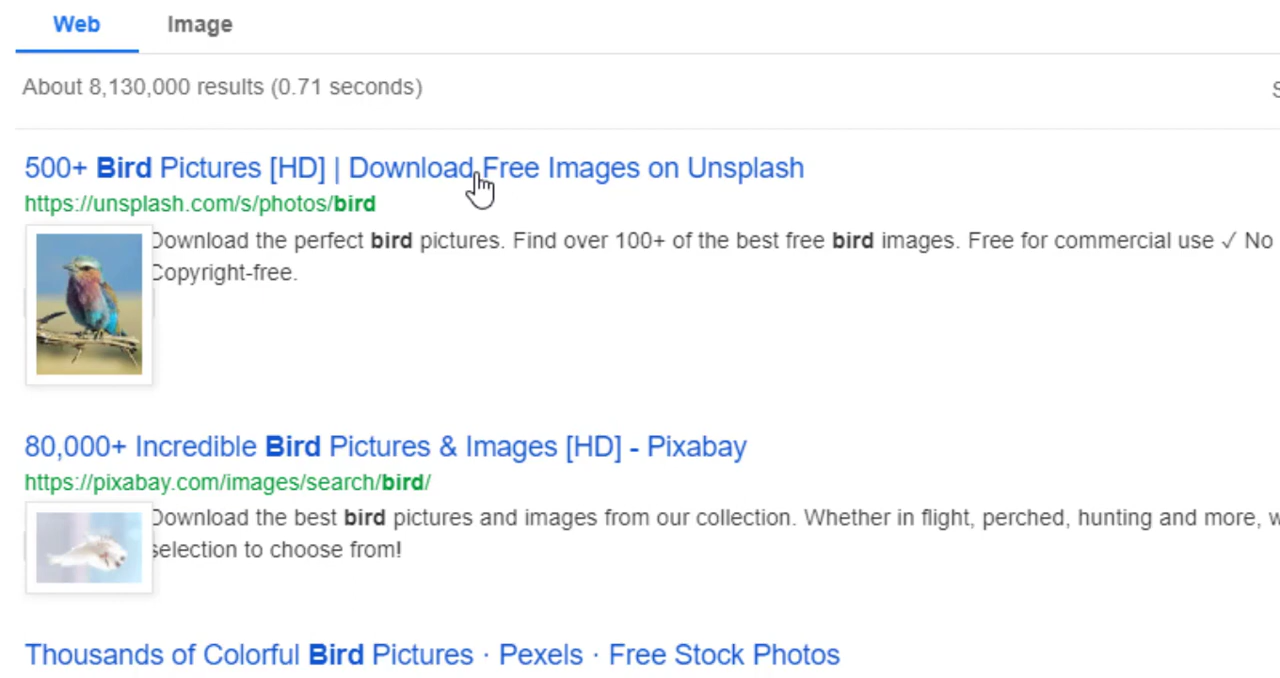 Web Image
About 8,130,000 results (0.71 seconds)
500+ Bird Pictures [HD] | Download Free Images on Unsplash
https://unsplash.com/s/photos/bird
Download the perfect bird pictures. Find over 100+ of the best free bird images. Free for commercial use ✓ No
Copyright-free.
80,000+ Incredible Bird Pictures & Images [HD] - Pixabay
https://pixabay.com/images/search/bird/
Download the best bird pictures and images from our collection. Whether in flight, perched, hunting and more,
selection to choose from!
Thousands of Colorful Bird Pictures · Pexels · Free Stock Photos